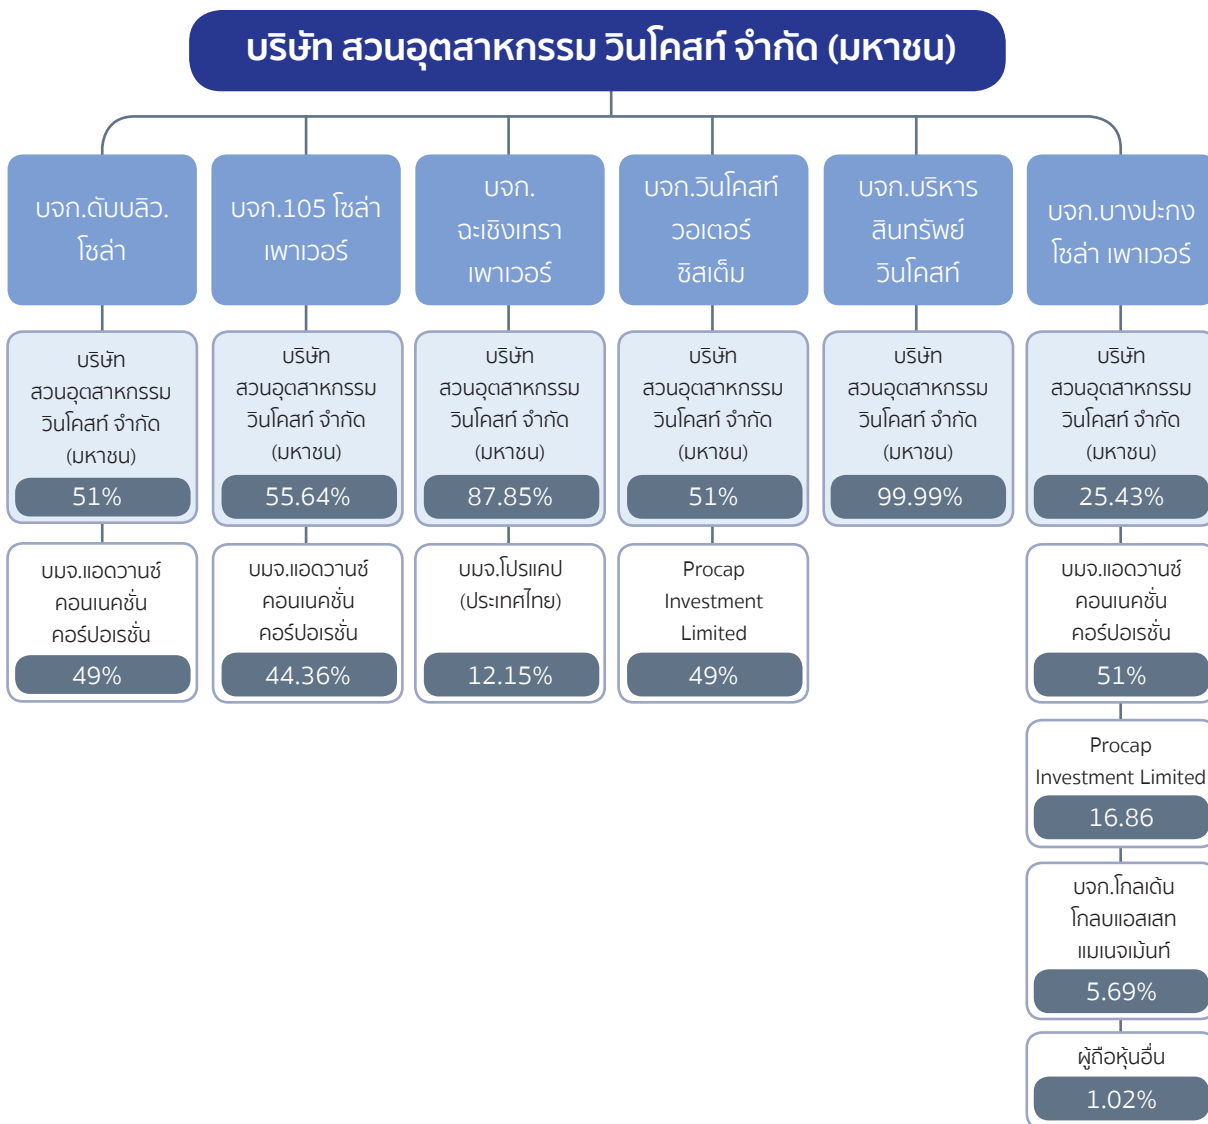 บริษัท สวนอุตสาหกรรม วินโคสท์ จำกัด (มหาชน)
บจก.ดับบลิว.
โซล่า
บริษัท
สวนอุตสาหกรรม
วินโคสท์ จำกัด
(มหาชน)
51%
บมจ.แอดวานซ์
คอนเนคชั่น
คอร์ปอเรชั่น
49%
บจก.105 โซล่า
เพาเวอร์
บริษัท
สวนอุตสาหกรรม
วินโคสท์ จำกัด
(มหาชน)
55.64%
บมจ.แอดวานซ์
คอนเนคชั่น
คอร์ปอเรชั่น
44.36%
บจก.
ฉะเชิงเทรา
เพาเวอร์
บริษัท
สวนอุตสาหกรรม
วินโคสท์ จำกัด
(มหาชน)
87.85%
บมจ.โปรแคป
(ประเทศไทย)
12.15%
บจก.วินโคสท์
วอเตอร์
ซิสเต็ม
บริษัท
สวนอุตสาหกรรม
วินโคสท์ จำกัด
(มหาชน)
51%
Procap
Investment
Limited
49%
บจก.บริหาร
สินทรัพย์
วินโคสท์
บริษัท
สวนอุตสาหกรรม
วินโคสท์ จำกัด
(มหาชน)
99.99%
บจก.บางปะกง
โซล่า เพาเวอร์
บริษัท
สวนอุตสาหกรรม
วินโคสท์ จำกัด
(มหาชน)
25.43%
บมจ.แอดวานซ์
คอนเนคชั่น
คอร์ปอเรชั่น
51%
Procap
Investment Limited
16.86
บจก.โกลเด้น
โกลบแอสเสท
แมเนจเม้นท์
5.69%
ผู้ถือหุ้นอื่น
1.02%